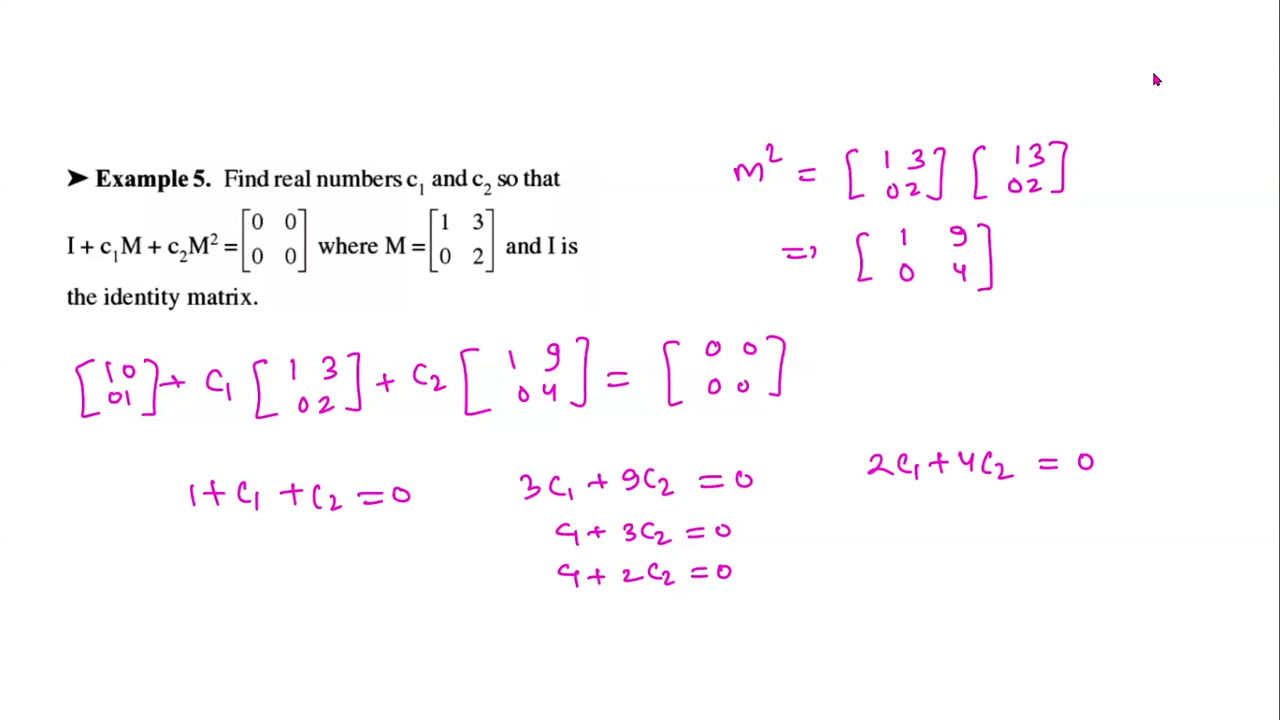 ➤ Example 5. Find real numbers c₁ and c₂ so that
I + c₁M + c₂M² = [0 0; 0 0] where M = [1 3; 0 2] and I is
the identity matrix.
m² = [1 3; 0 2] [1 3; 0 2]
=> [1 9; 0 4]
[1 0; 0 1] + C₁ [1 3; 0 2] + C₂ [1 9; 0 4] = [0 0; 0 0]
1 + C₁ + C₂ = 0
3C₁ + 9C₂ = 0
C₁ + 3C₂ = 0
C₁ + 2C₂ = 0
2C₁ + 4C₂ = 0